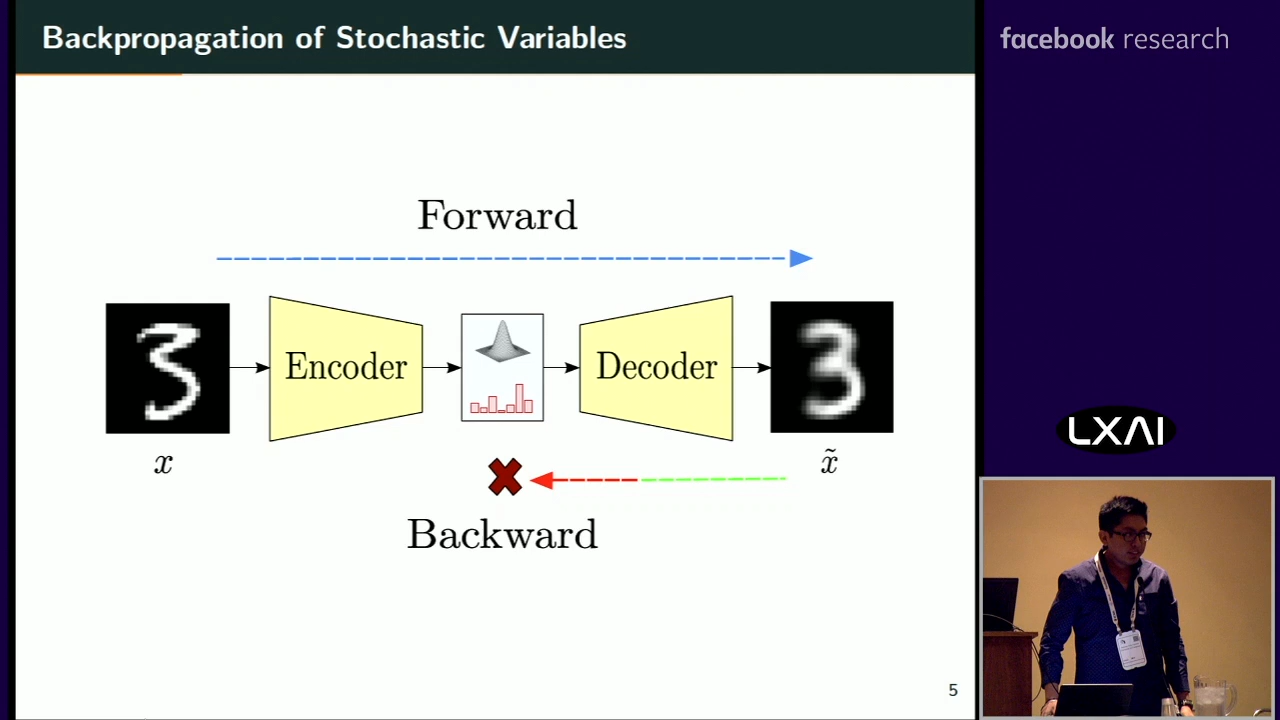 Backpropagation of Stochastic Variables
facebook research
Forward
Encoder
Decoder
x
x̃
Backward
LXAI
5